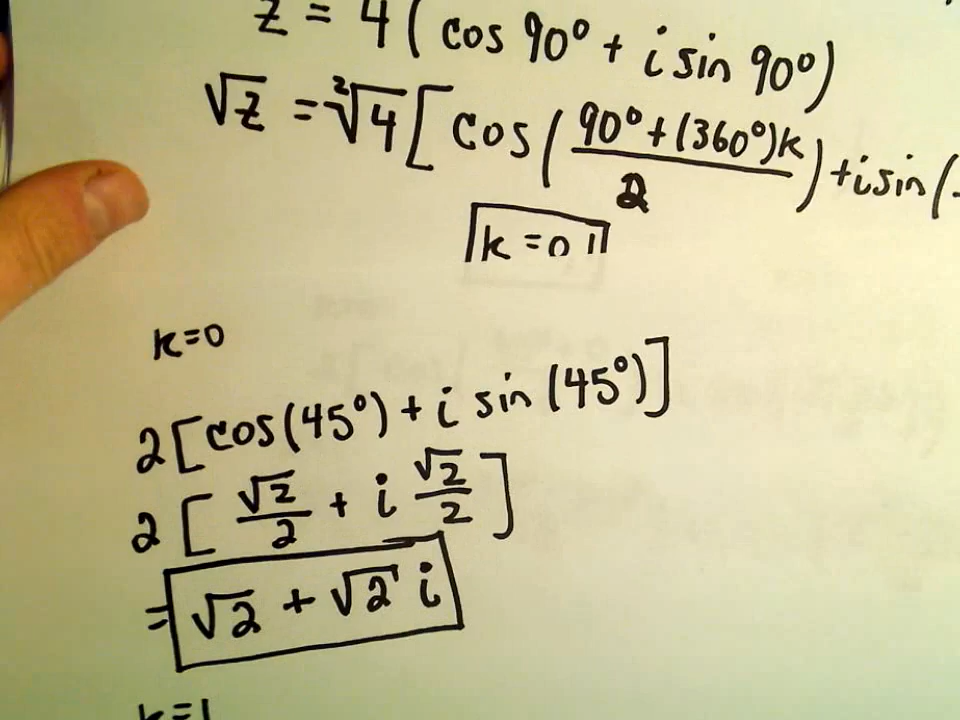 z = 4 ( cos 90° + i sin 90° )
√z = ²√4 [ cos ( (90° + (360°)k) / 2 ) + i sin (
k = 0 1
k = 0
2 [ cos (45°) + i sin (45°) ]
2 [ √2/2 + i √2/2 ]
= √2 + √2 i
k = 1